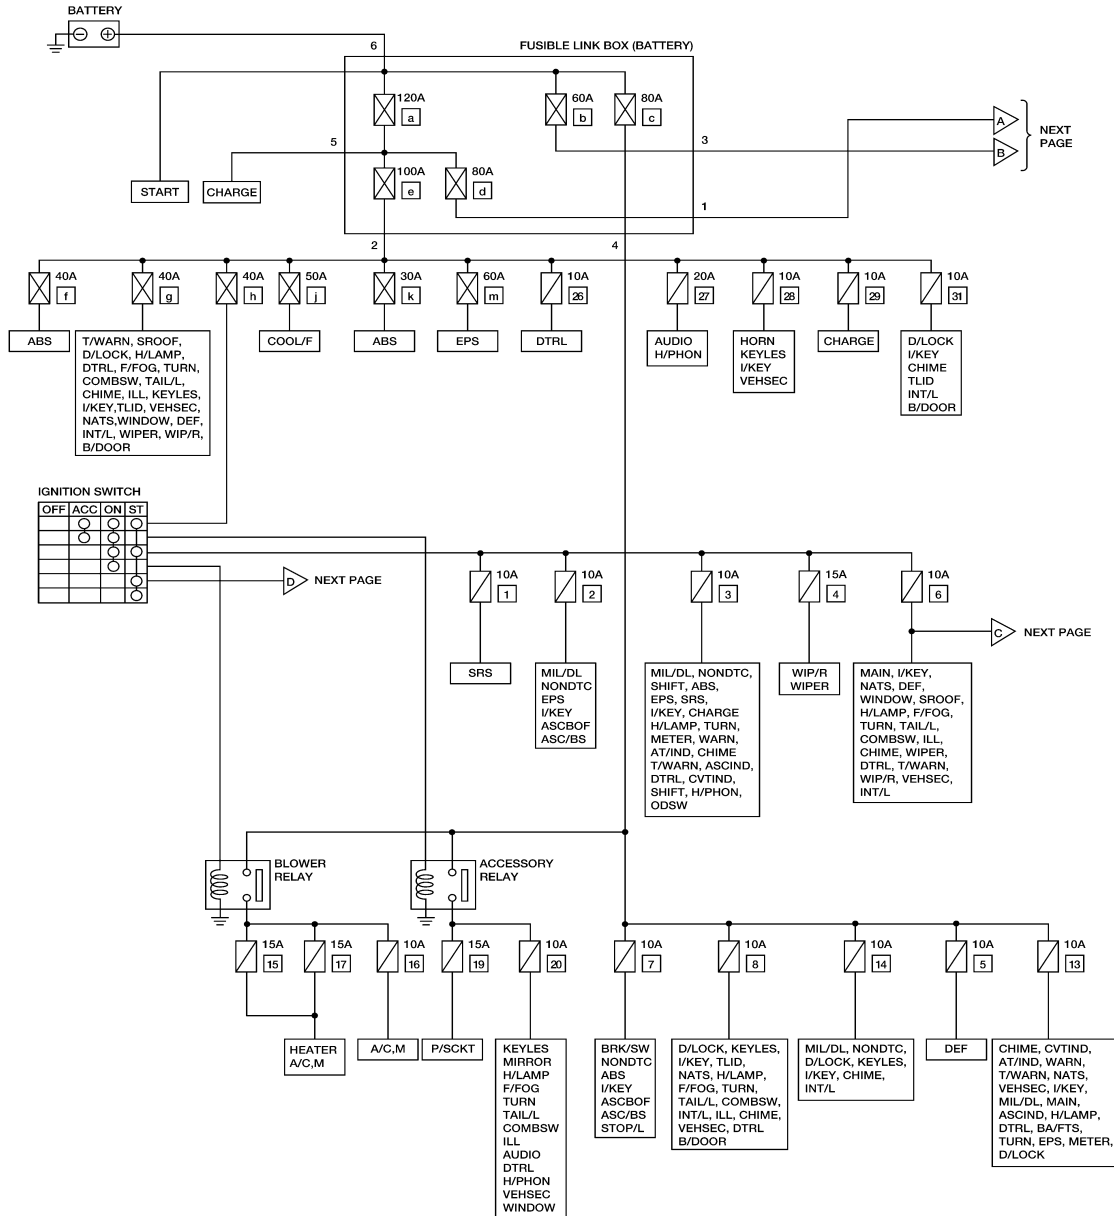 BATTERY
6
FUSIBLE LINK BOX (BATTERY)
120A
a
60A
b
80A
c
5
3
A
B
NEXT
PAGE
100A
e
80A
d
START
CHARGE
1
2
4
40A
f
40A
g
40A
h
50A
j
30A
k
60A
m
10A
26
20A
27
10A
28
10A
29
10A
31
ABS
T/WARN, SROOF,
D/LOCK, H/LAMP,
DTRL, F/FOG, TURN,
COMBSW, TAIL/L,
CHIME, ILL, KEYLES,
I/KEY,TLID, VEHSEC,
NATS,WINDOW, DEF,
INT/L, WIPER, WIP/R,
B/DOOR
COOL/F
ABS
EPS
DTRL
AUDIO
H/PHON
HORN
KEYLES
I/KEY
VEHSEC
CHARGE
D/LOCK
I/KEY
CHIME
TLID
INT/L
B/DOOR
IGNITION SWITCH
OFF ACC ON ST
D
NEXT PAGE
10A
1
10A
2
10A
3
15A
4
10A
6
C
NEXT PAGE
SRS
MIL/DL
NONDTC
EPS
I/KEY
ASCBOF
ASC/BS
MIL/DL, NONDTC,
SHIFT, ABS,
EPS, SRS,
I/KEY, CHARGE
H/LAMP, TURN,
METER, WARN,
AT/IND, CHIME
T/WARN, ASCIND,
DTRL, CVTIND,
SHIFT, H/PHON,
ODSW
WIP/R
WIPER
MAIN, I/KEY,
NATS, DEF,
WINDOW, SROOF,
H/LAMP, F/FOG,
TURN, TAIL/L,
COMBSW, ILL,
CHIME, WIPER,
DTRL, T/WARN,
WIP/R, VEHSEC,
INT/L
BLOWER
RELAY
ACCESSORY
RELAY
15A
15
15A
17
10A
16
15A
19
10A
20
10A
7
10A
8
10A
14
10A
5
10A
13
HEATER
A/C,M
A/C,M
P/SCKT
KEYLES
MIRROR
H/LAMP
F/FOG
TURN
TAIL/L
COMBSW
ILL
AUDIO
DTRL
H/PHON
VEHSEC
WINDOW
BRK/SW
NONDTC
ABS
I/KEY
ASCBOF
ASC/BS
STOP/L
D/LOCK, KEYLES,
I/KEY, TLID,
NATS, H/LAMP,
F/FOG, TURN,
TAIL/L, COMBSW,
INT/L, ILL, CHIME,
VEHSEC, DTRL
B/DOOR
MIL/DL, NONDTC,
D/LOCK, KEYLES,
I/KEY, CHIME,
INT/L
DEF
CHIME, CVTIND,
AT/IND, WARN,
T/WARN, NATS,
VEHSEC, I/KEY,
MIL/DL, MAIN,
ASCIND, H/LAMP,
DTRL, BA/FTS,
TURN, EPS, METER,
D/LOCK